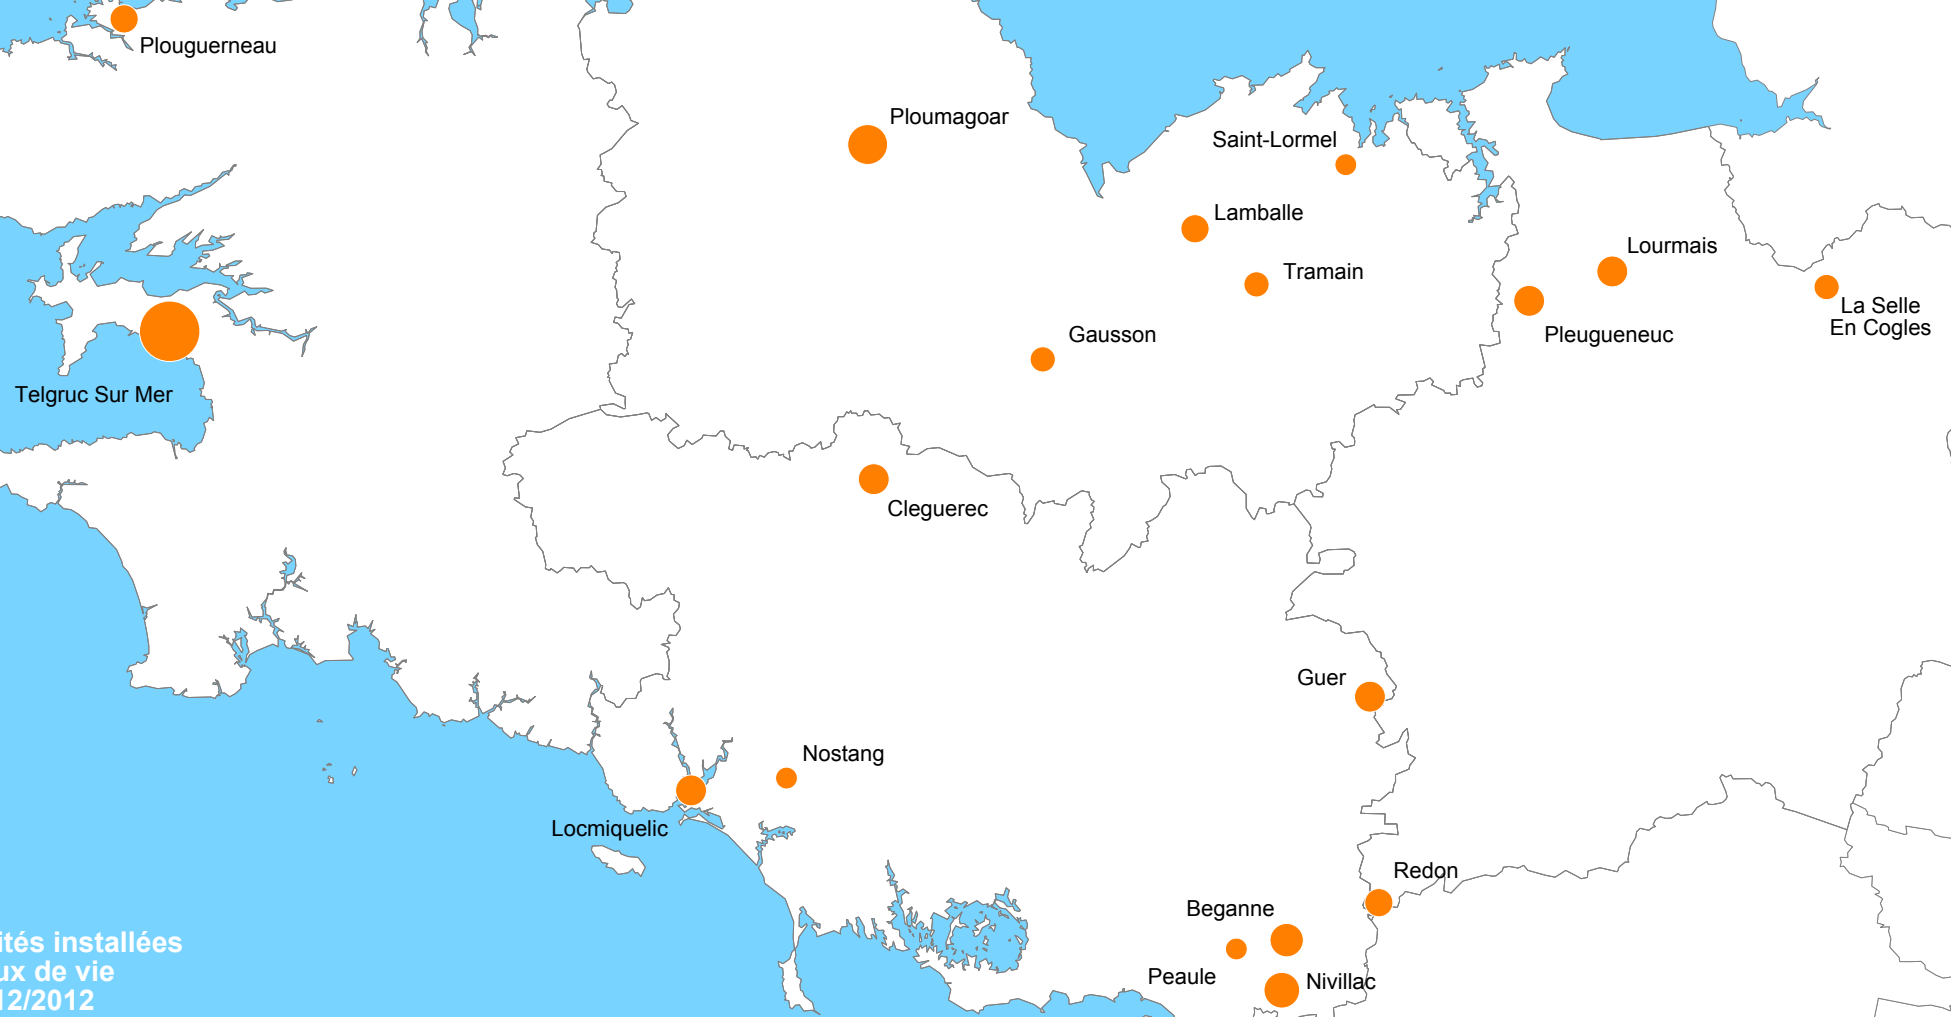 Plouguerneau
Ploumagoar
Saint-Lormel
Lamballe
Lourmais
Tramain
La Selle
En Cogles
Gausson
Pleugueneuc
Telgruc Sur Mer
Cleguerec
Guer
Nostang
Locmiquelic
Redon
Beganne
Peaule
Nivillac
ités installées
ux de vie
12/2012